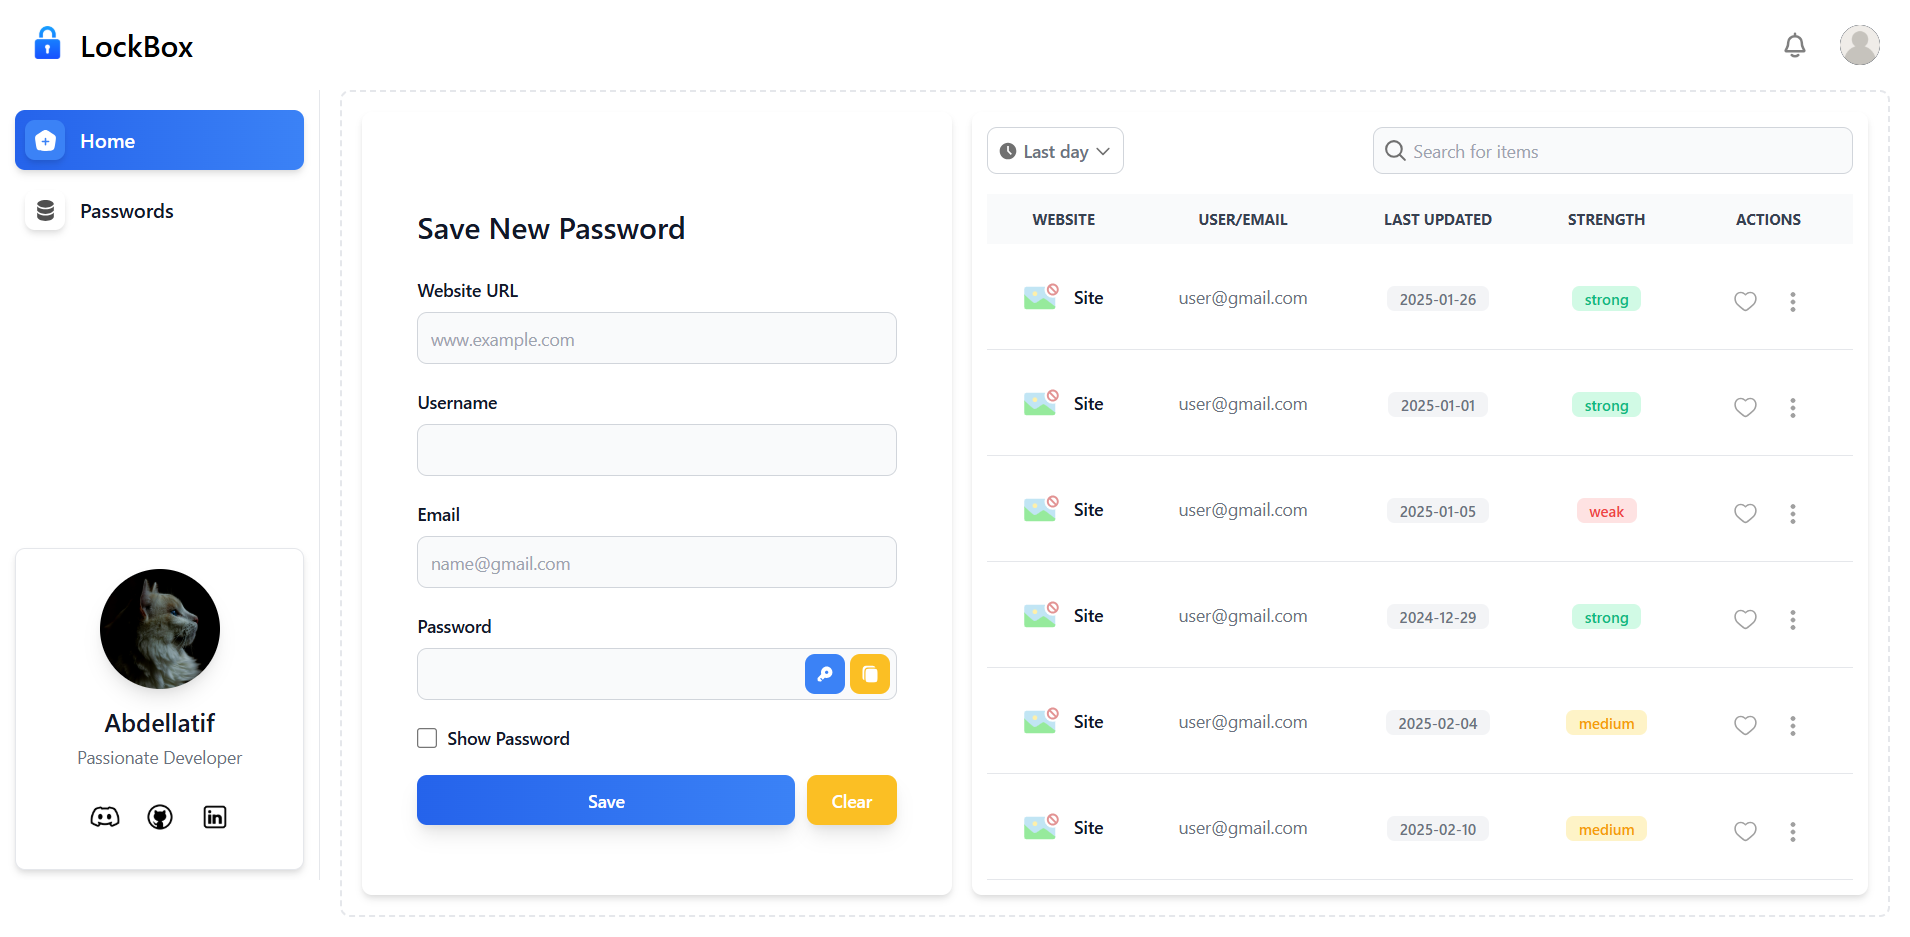 LockBox
Home
Passwords
Abdellatif
Passionate Developer
Save New Password
Website URL
www.example.com
Username
Email
name@gmail.com
Password
Show Password
Save Clear
Last day Search for items
WEBSITE USER/EMAIL LAST UPDATED STRENGTH ACTIONS
Site user@gmail.com 2025-01-26 strong
Site user@gmail.com 2025-01-01 strong
Site user@gmail.com 2025-01-05 weak
Site user@gmail.com 2024-12-29 strong
Site user@gmail.com 2025-02-04 medium
Site user@gmail.com 2025-02-10 medium